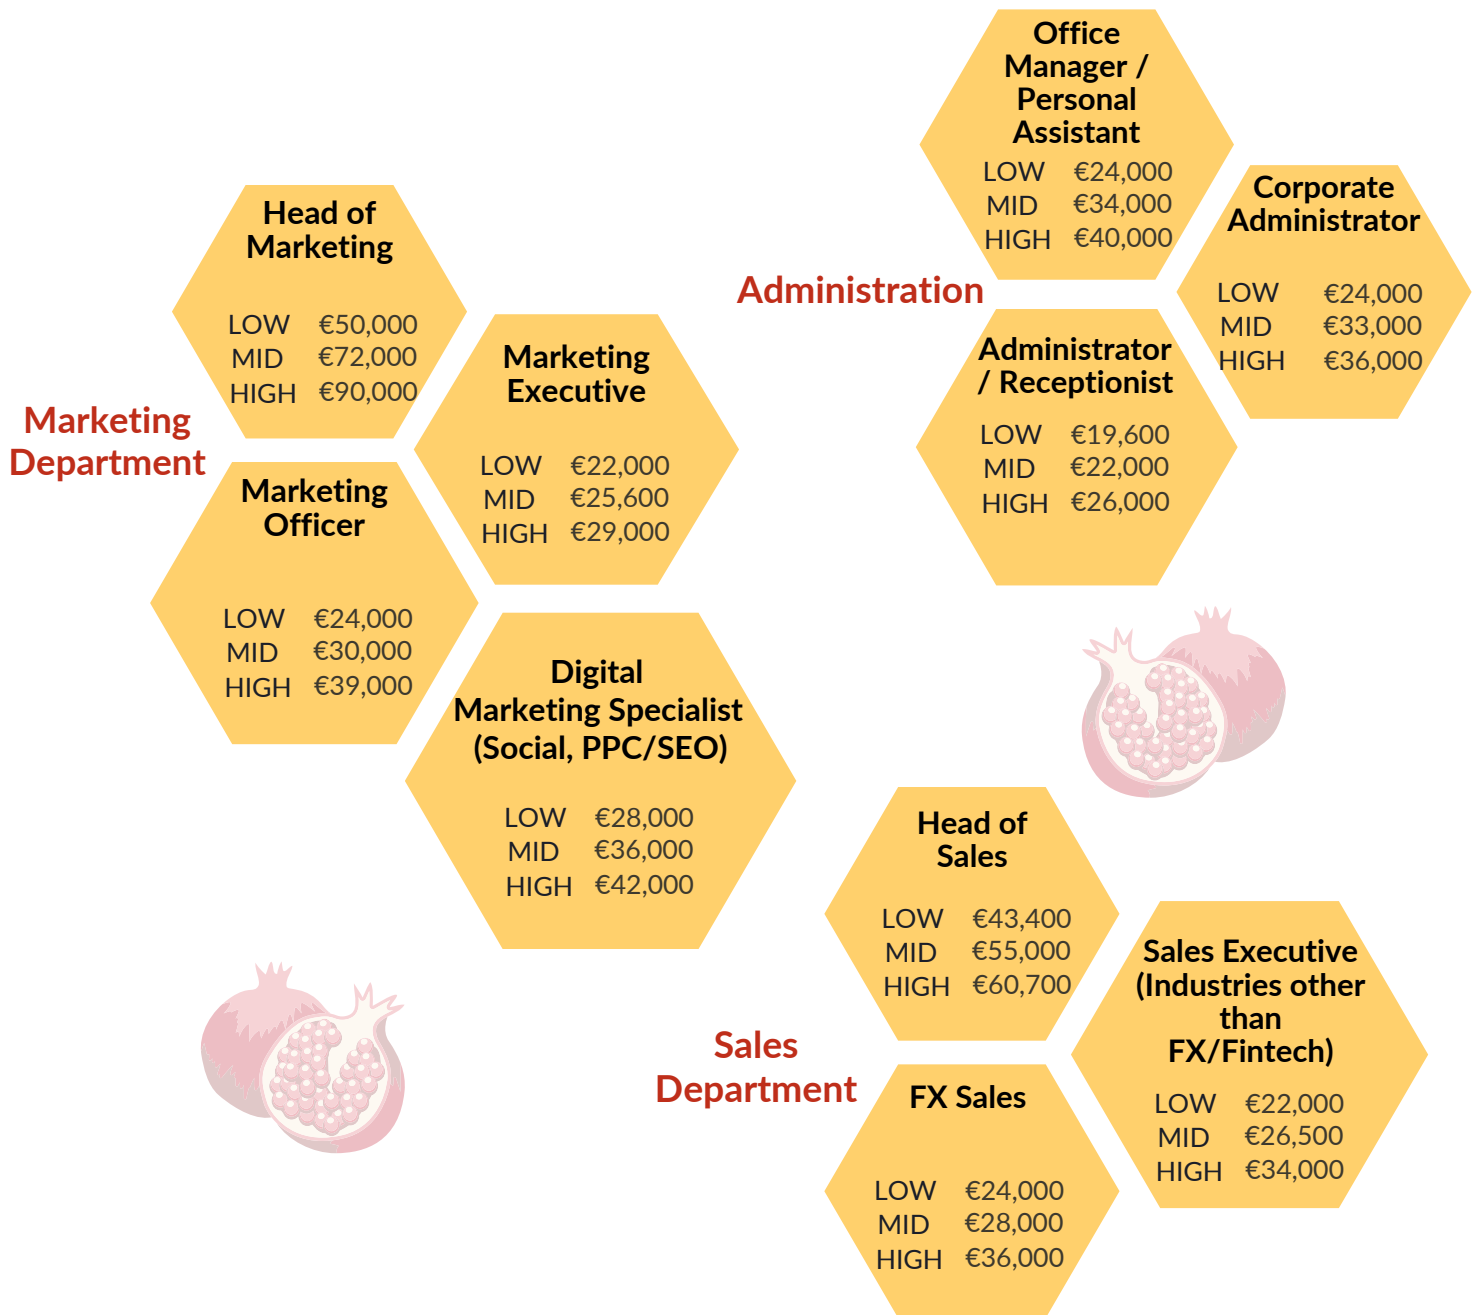 Marketing
Department
Head of
Marketing
LOW €50,000
MID €72,000
HIGH €90,000
Marketing
Executive
LOW €22,000
MID €25,600
HIGH €29,000
Marketing
Officer
LOW €24,000
MID €30,000
HIGH €39,000
Digital
Marketing Specialist
(Social, PPC/SEO)
LOW €28,000
MID €36,000
HIGH €42,000
Administration
Office
Manager /
Personal
Assistant
LOW €24,000
MID €34,000
HIGH €40,000
Corporate
Administrator
LOW €24,000
MID €33,000
HIGH €36,000
Administrator
/ Receptionist
LOW €19,600
MID €22,000
HIGH €26,000
Sales
Department
Head of
Sales
LOW €43,400
MID €55,000
HIGH €60,700
Sales Executive
(Industries other
than
FX/Fintech)
LOW €22,000
MID €26,500
HIGH €34,000
FX Sales
LOW €24,000
MID €28,000
HIGH €36,000